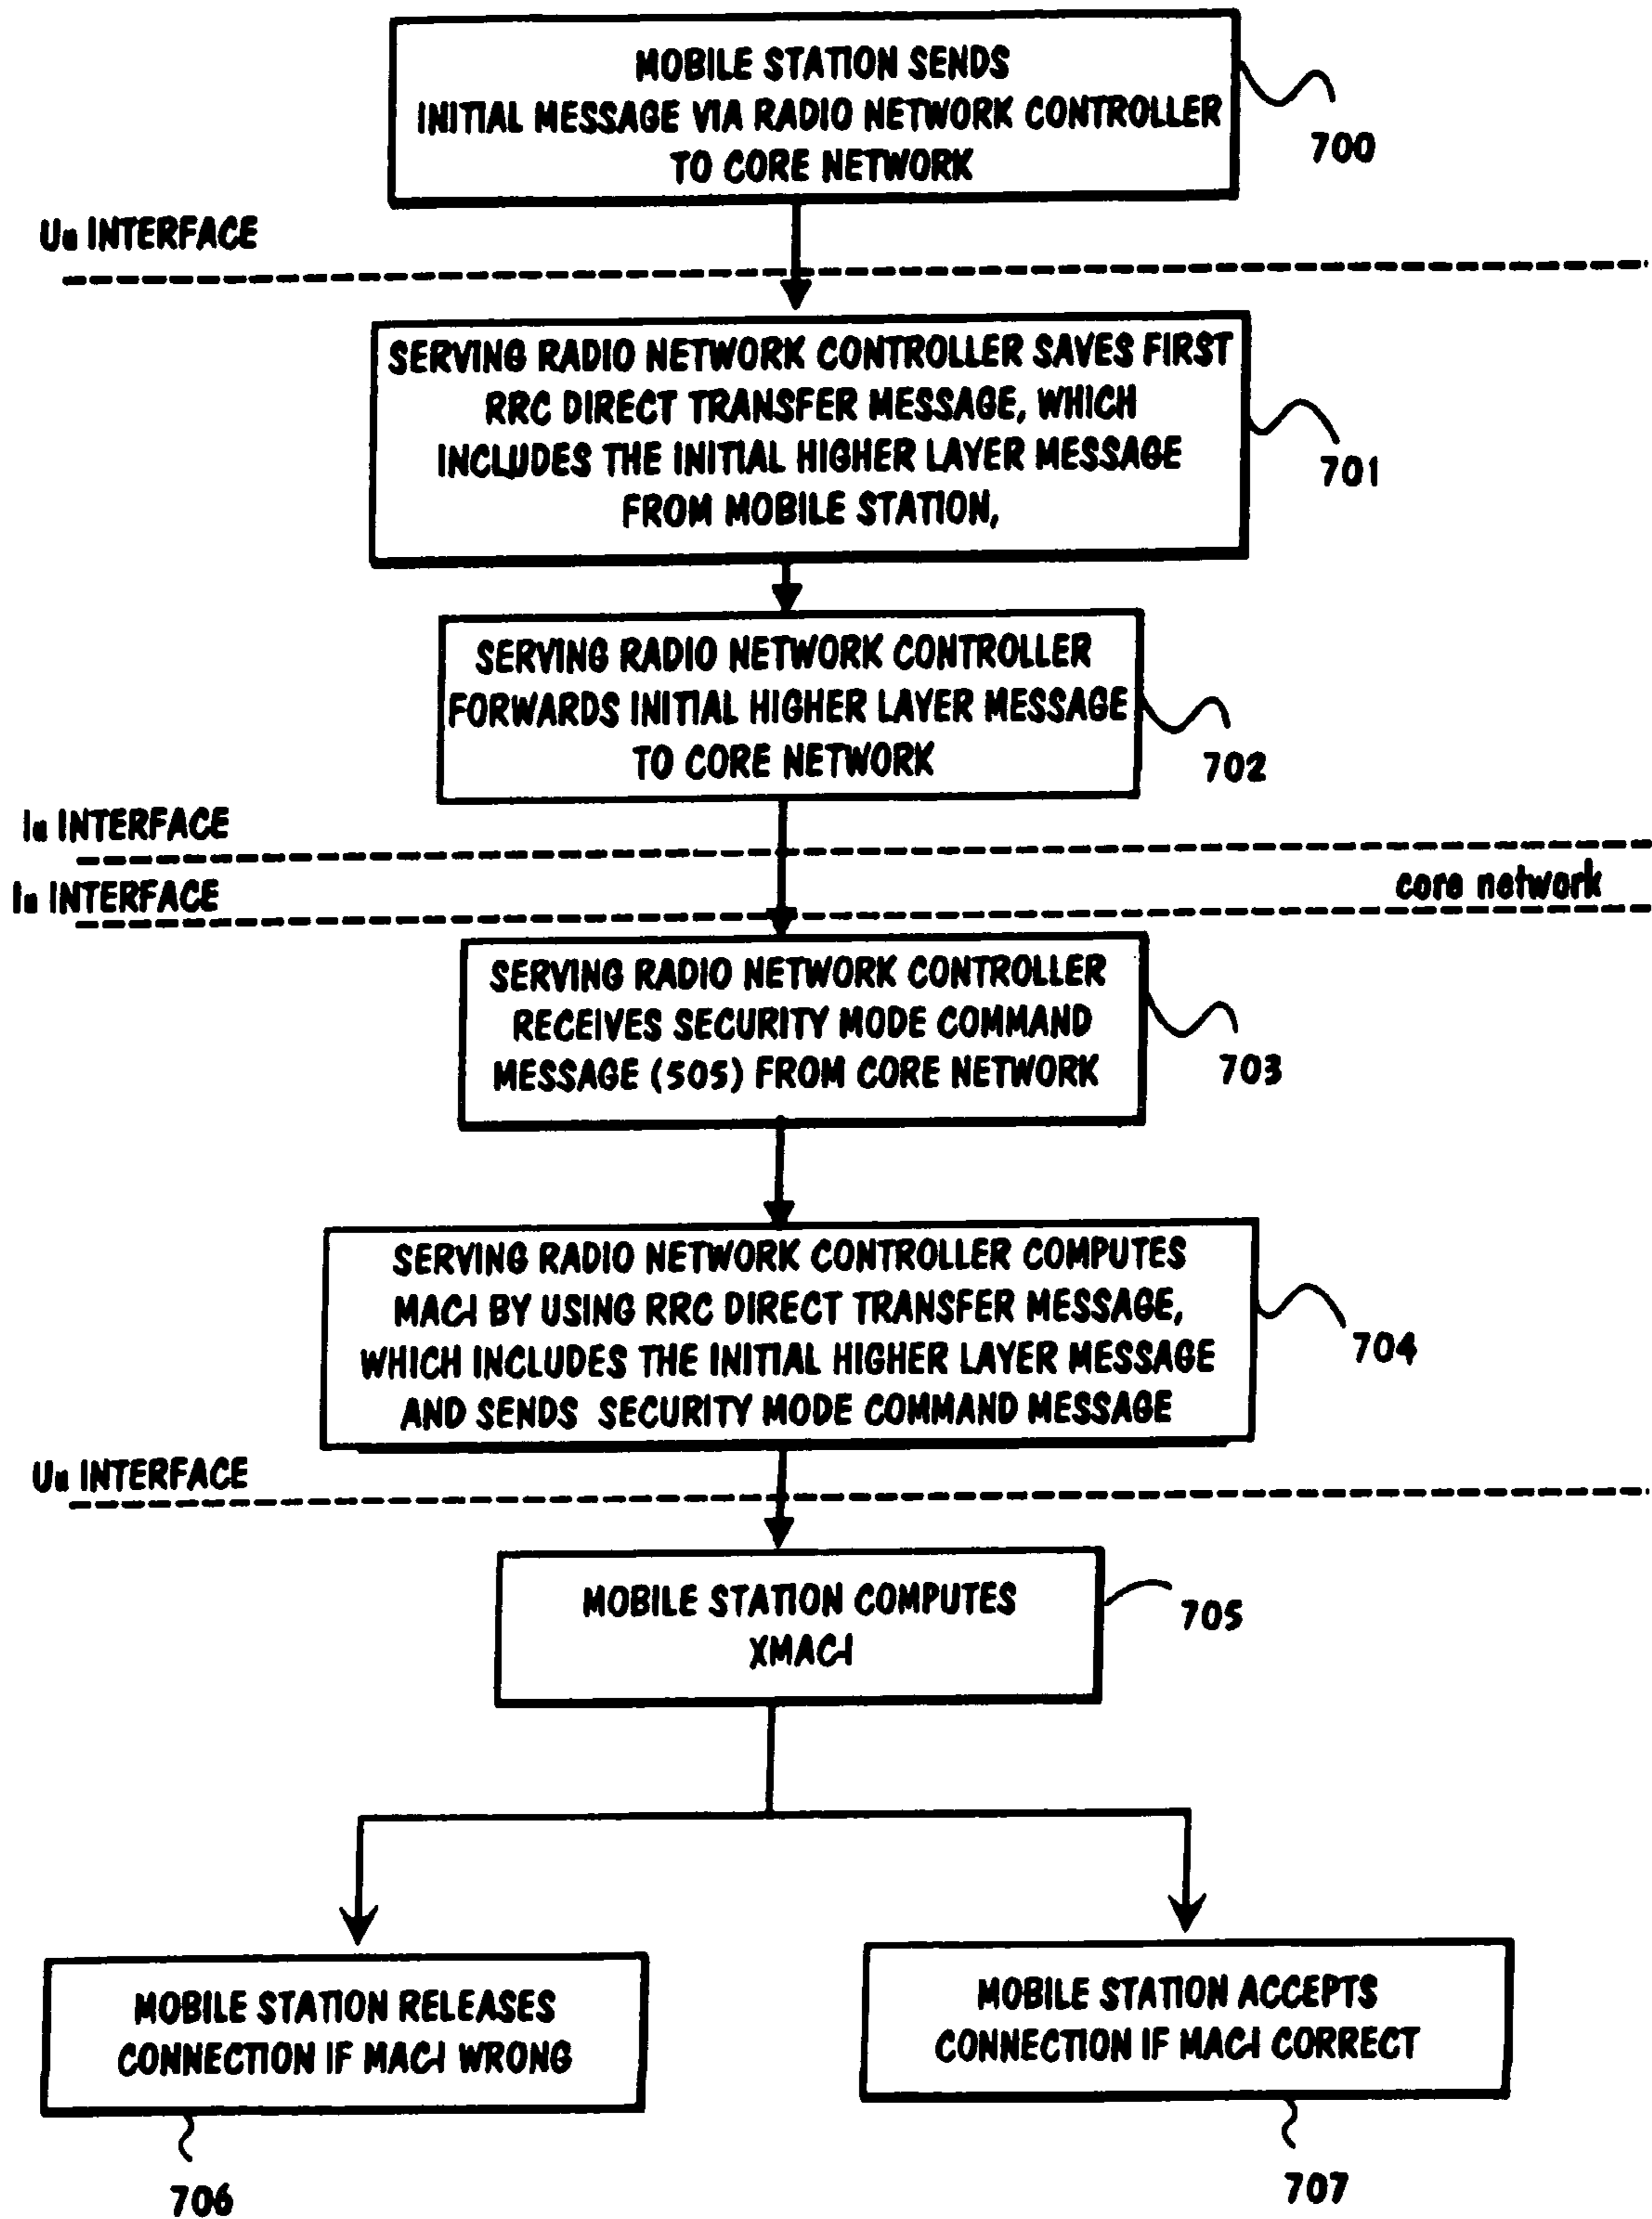 MOBILE STATION SENDS
INITIAL MESSAGE VIA RADIO NETWORK CONTROLLER
TO CORE NETWORK
700
Uu INTERFACE
SERVING RADIO NETWORK CONTROLLER SAVES FIRST
RRC DIRECT TRANSFER MESSAGE, WHICH
INCLUDES THE INITIAL HIGHER LAYER MESSAGE
FROM MOBILE STATION,
701
SERVING RADIO NETWORK CONTROLLER
FORWARDS INITIAL HIGHER LAYER MESSAGE
TO CORE NETWORK
702
Iu INTERFACE
Iu INTERFACE
core network
SERVING RADIO NETWORK CONTROLLER
RECEIVES SECURITY MODE COMMAND
MESSAGE (505) FROM CORE NETWORK
703
SERVING RADIO NETWORK CONTROLLER COMPUTES
MAC-I BY USING RRC DIRECT TRANSFER MESSAGE,
WHICH INCLUDES THE INITIAL HIGHER LAYER MESSAGE
AND SENDS SECURITY MODE COMMAND MESSAGE
704
Uu INTERFACE
MOBILE STATION COMPUTES
XMAC-I
705
MOBILE STATION RELEASES
CONNECTION IF MAC-I WRONG
706
MOBILE STATION ACCEPTS
CONNECTION IF MAC-I CORRECT
707